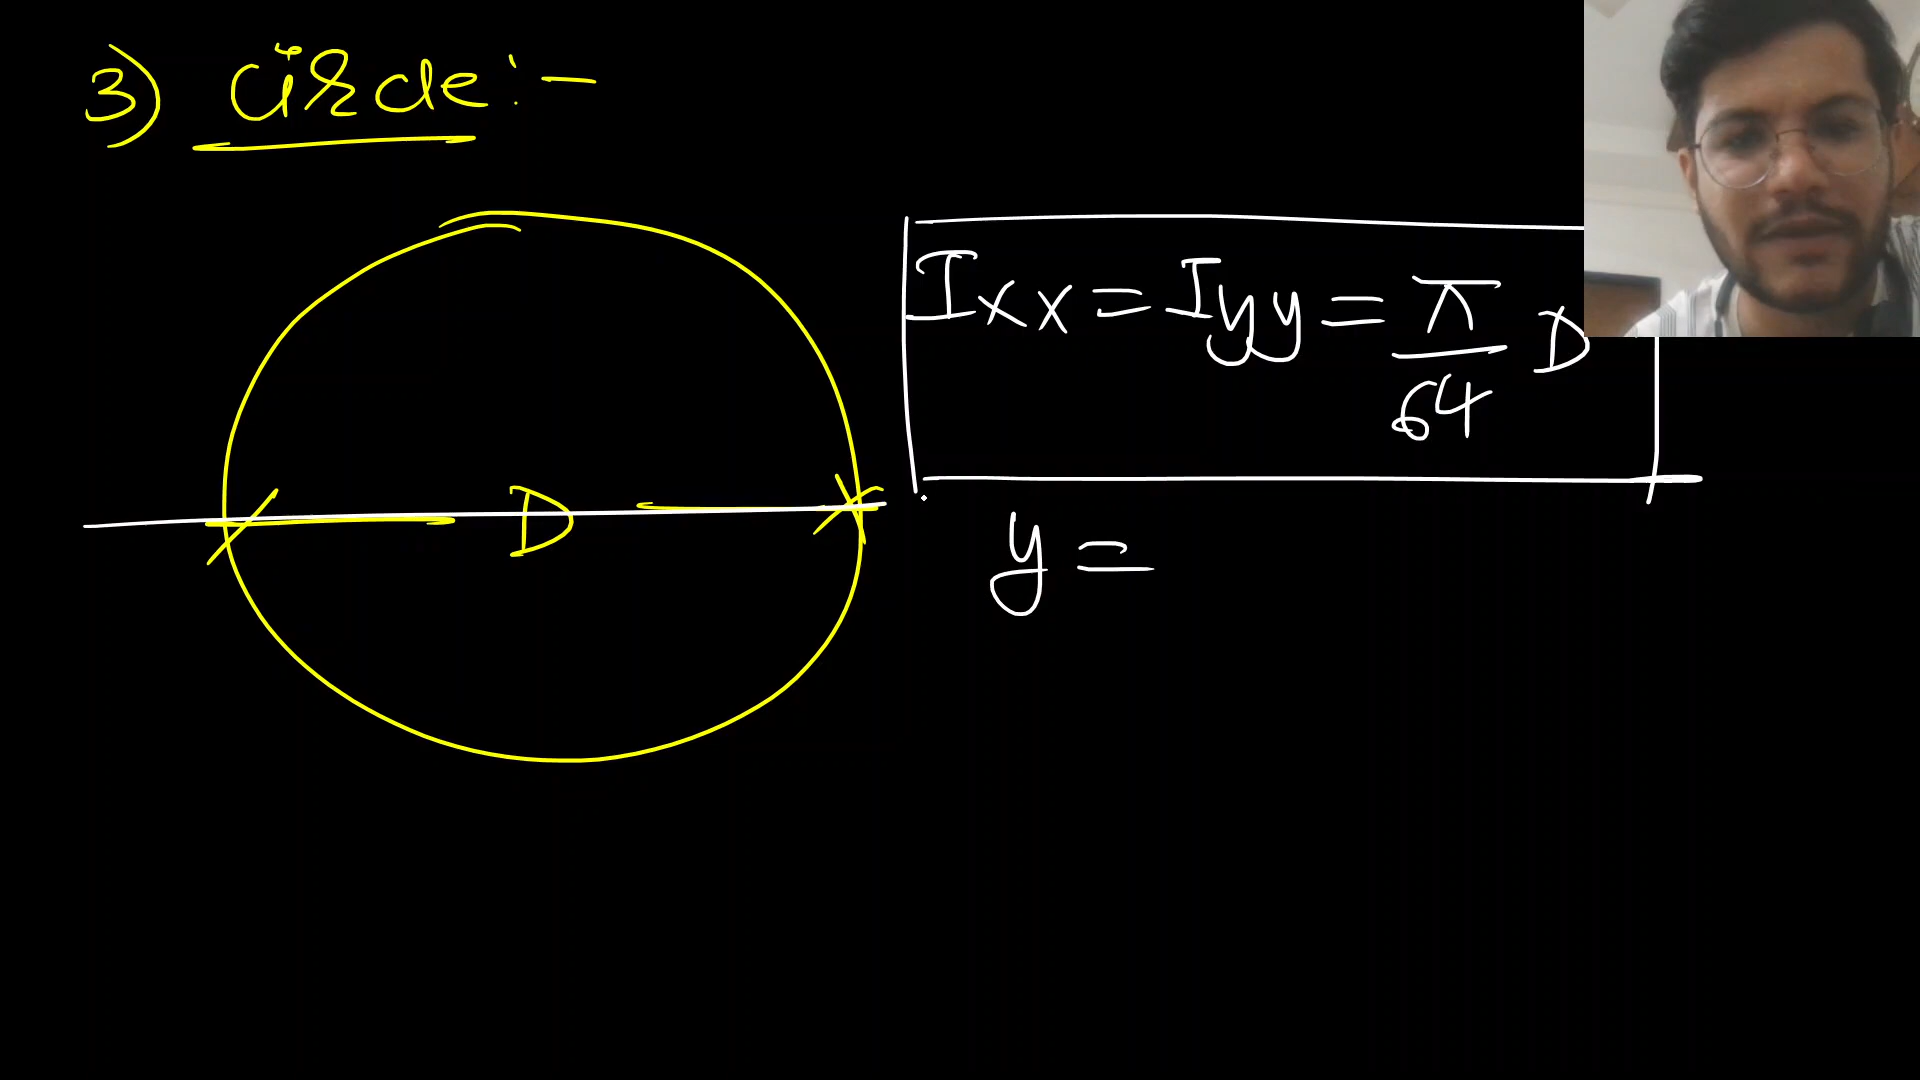 3) Circle :-
D
Ixx = Iyy = π/64 D
y =